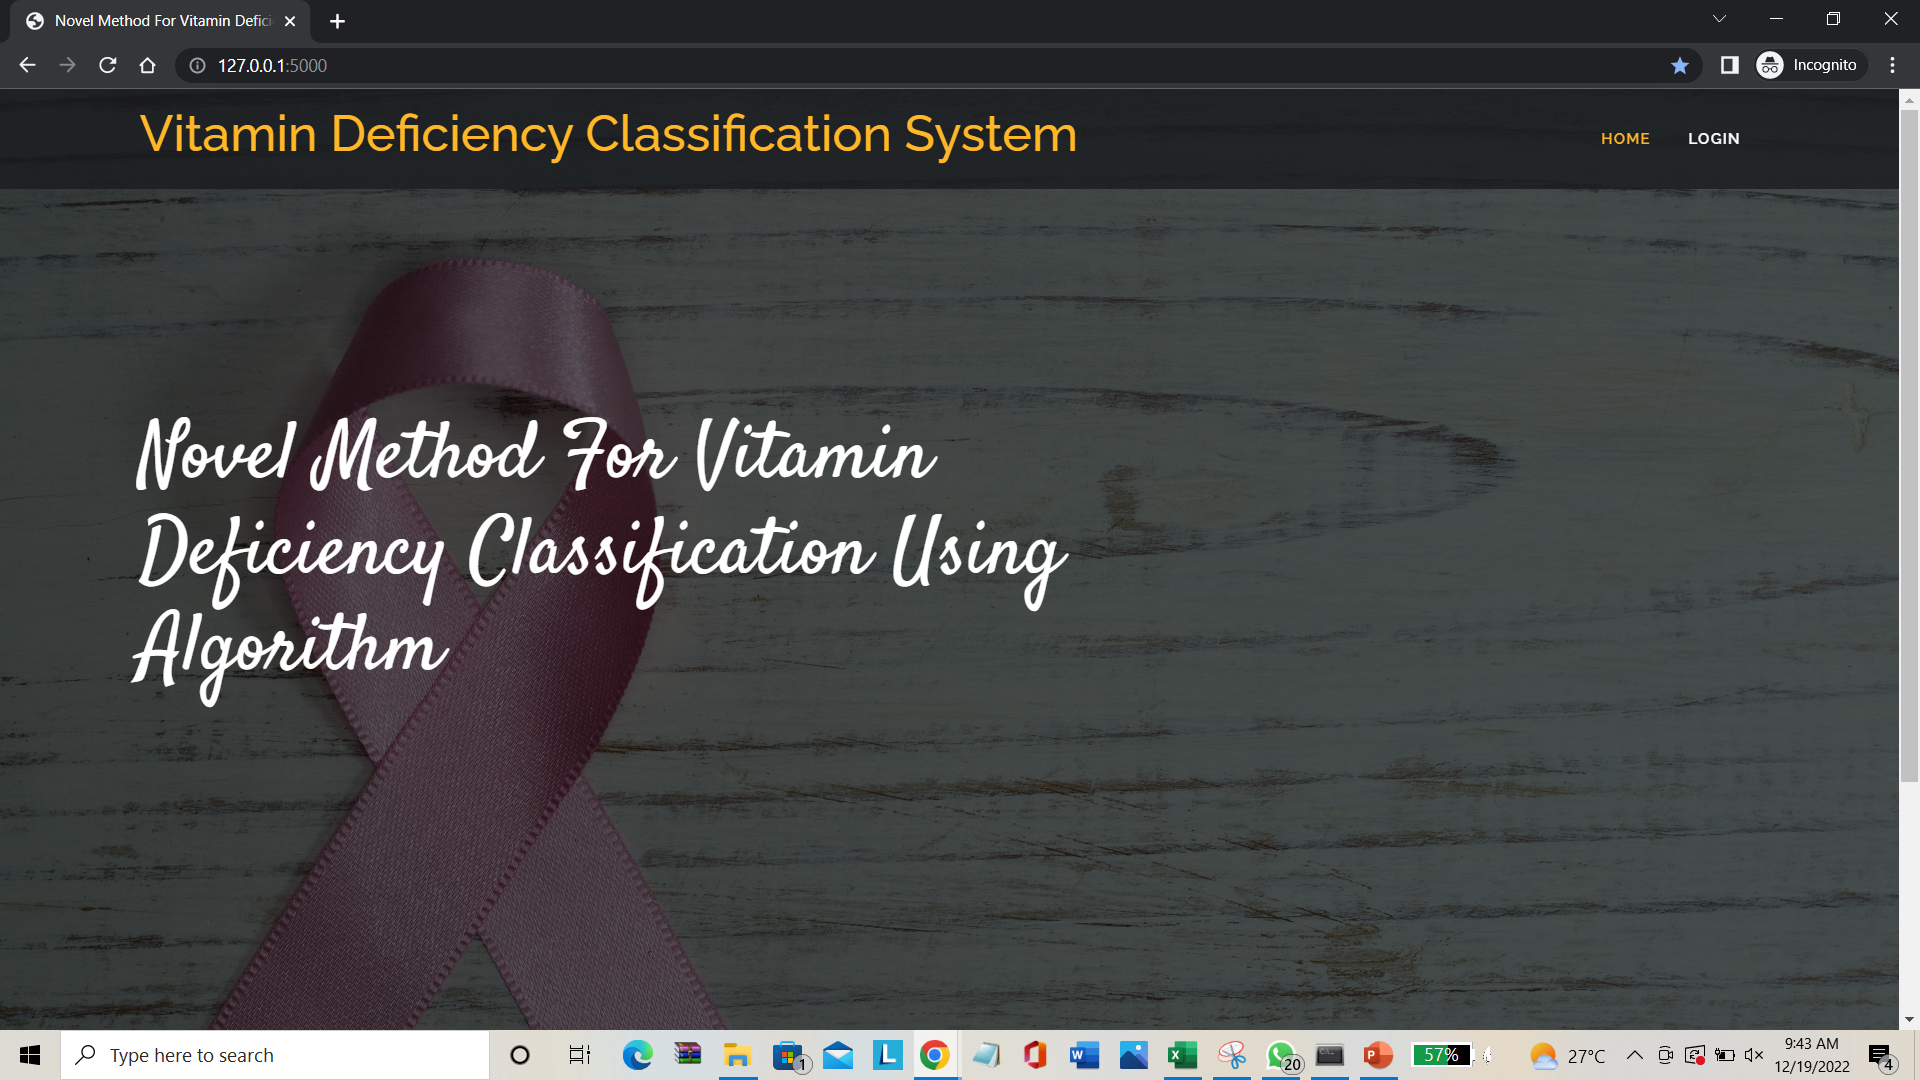 Novel Method For Vitamin Defici
127.0.0.1:5000
Incognito
Vitamin Deficiency Classification System
HOME LOGIN
Novel Method For Vitamin
Deficiency Classification Using
Algorithm
Type here to search
1
L
W
X
20
P
57%
27°C
9:43 AM
12/19/2022
4